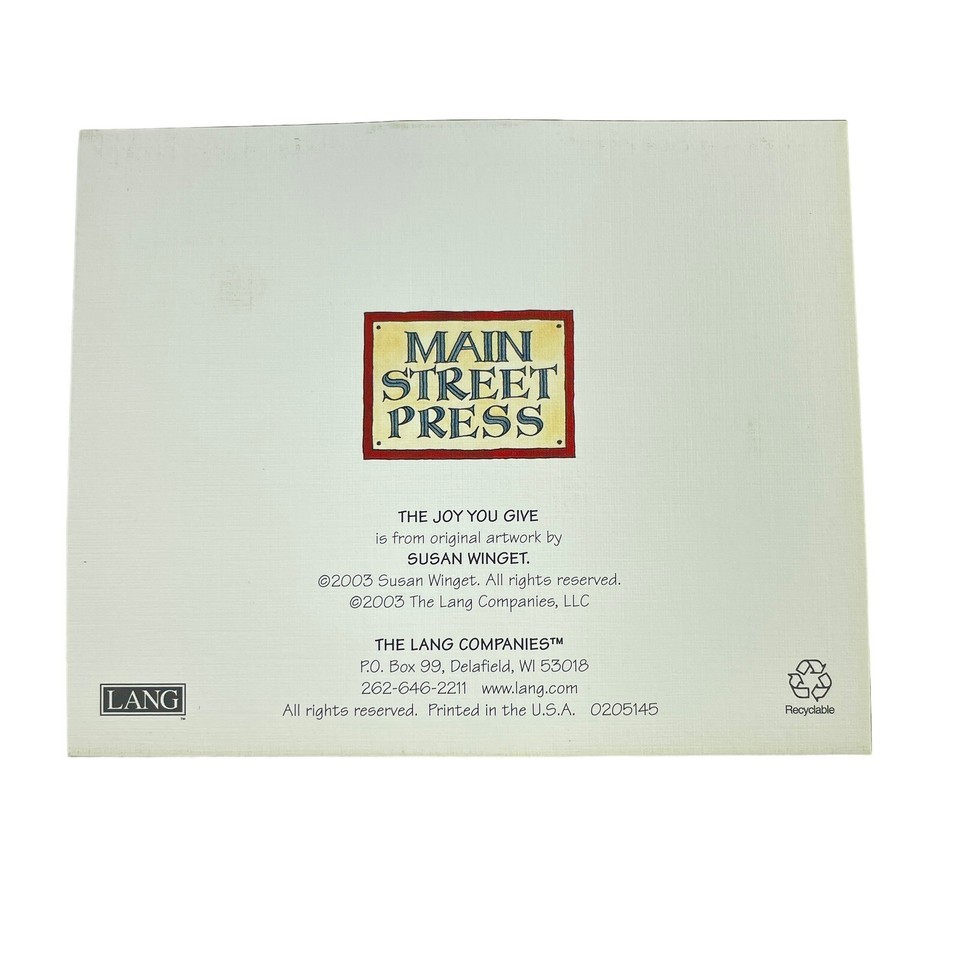 MAIN
STREET
PRESS
THE JOY YOU GIVE
is from original artwork by
SUSAN WINGET.
©2003 Susan Winget. All rights reserved.
©2003 The Lang Companies, LLC
THE LANG COMPANIES™
P.O. Box 99, Delafield, WI 53018
262-646-2211 www.lang.com
All rights reserved. Printed in the U.S.A. 0205145
LANG™
Recyclable